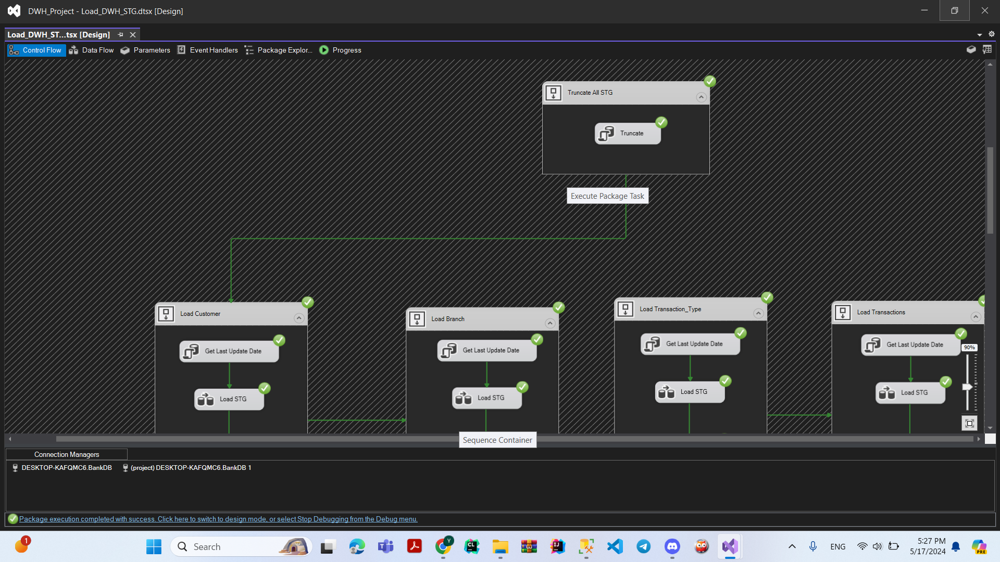 DWH_Project - Load_DWH_STG.dtsx [Design]
Load_DWH_ST...tsx [Design]
Control Flow Data Flow Parameters Event Handlers Package Explor... Progress
Truncate All STG
Truncate
Execute Package Task
Load Customer
Load Branch
Load Transaction_Type
Load Transactions
Get Last Update Date
Get Last Update Date
Get Last Update Date
Get Last Update Date
90%
Load STG
Load STG
Load STG
Load STG
Sequence Container
Connection Managers
DESKTOP-KAFQMC6.BankDB (project) DESKTOP-KAFQMC6.BankDB 1
Package execution completed with success. Click here to switch to design mode, or select Stop Debugging from the Debug menu.
1
Search
Y
CL
IJ
ENG
5:27 PM
5/17/2024
PRE